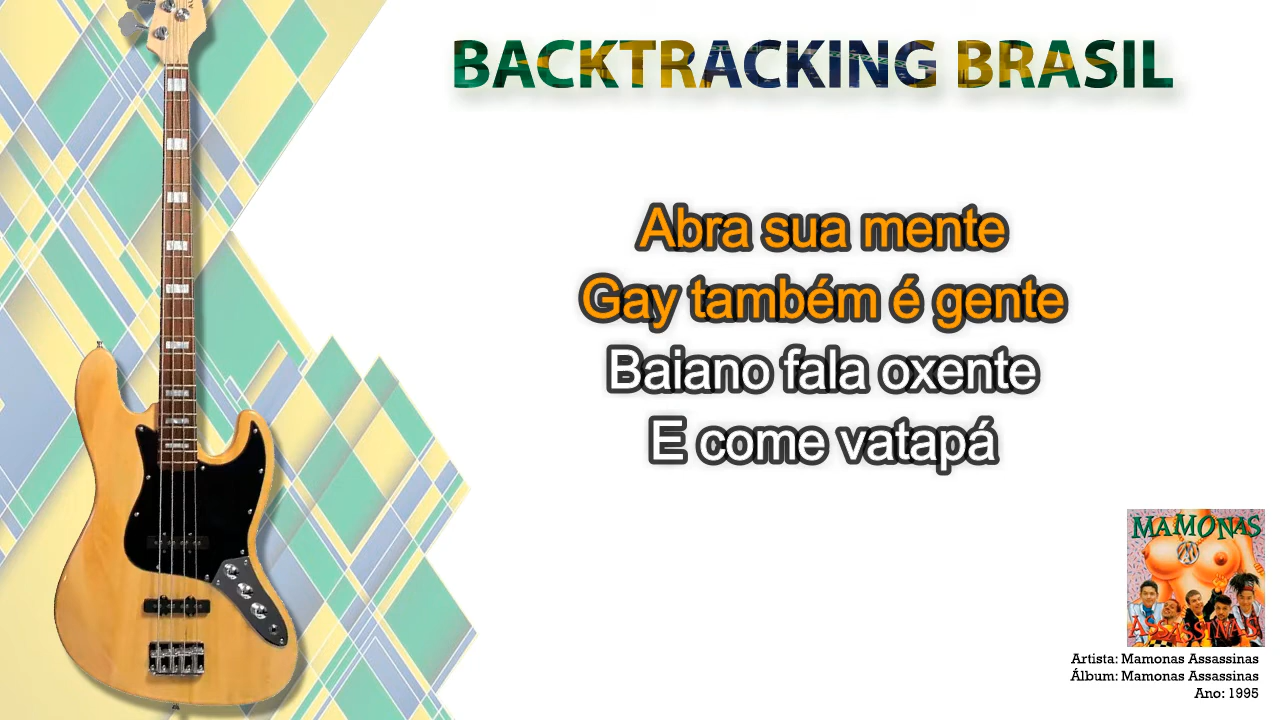 BACKTRACKING BRASIL
Abra sua mente
Gay também é gente
Baiano fala oxente
E come vatapá
MAMONAS
ASSASSINAS
Artista: Mamonas Assassinas
Álbum: Mamonas Assassinas
Ano: 1995